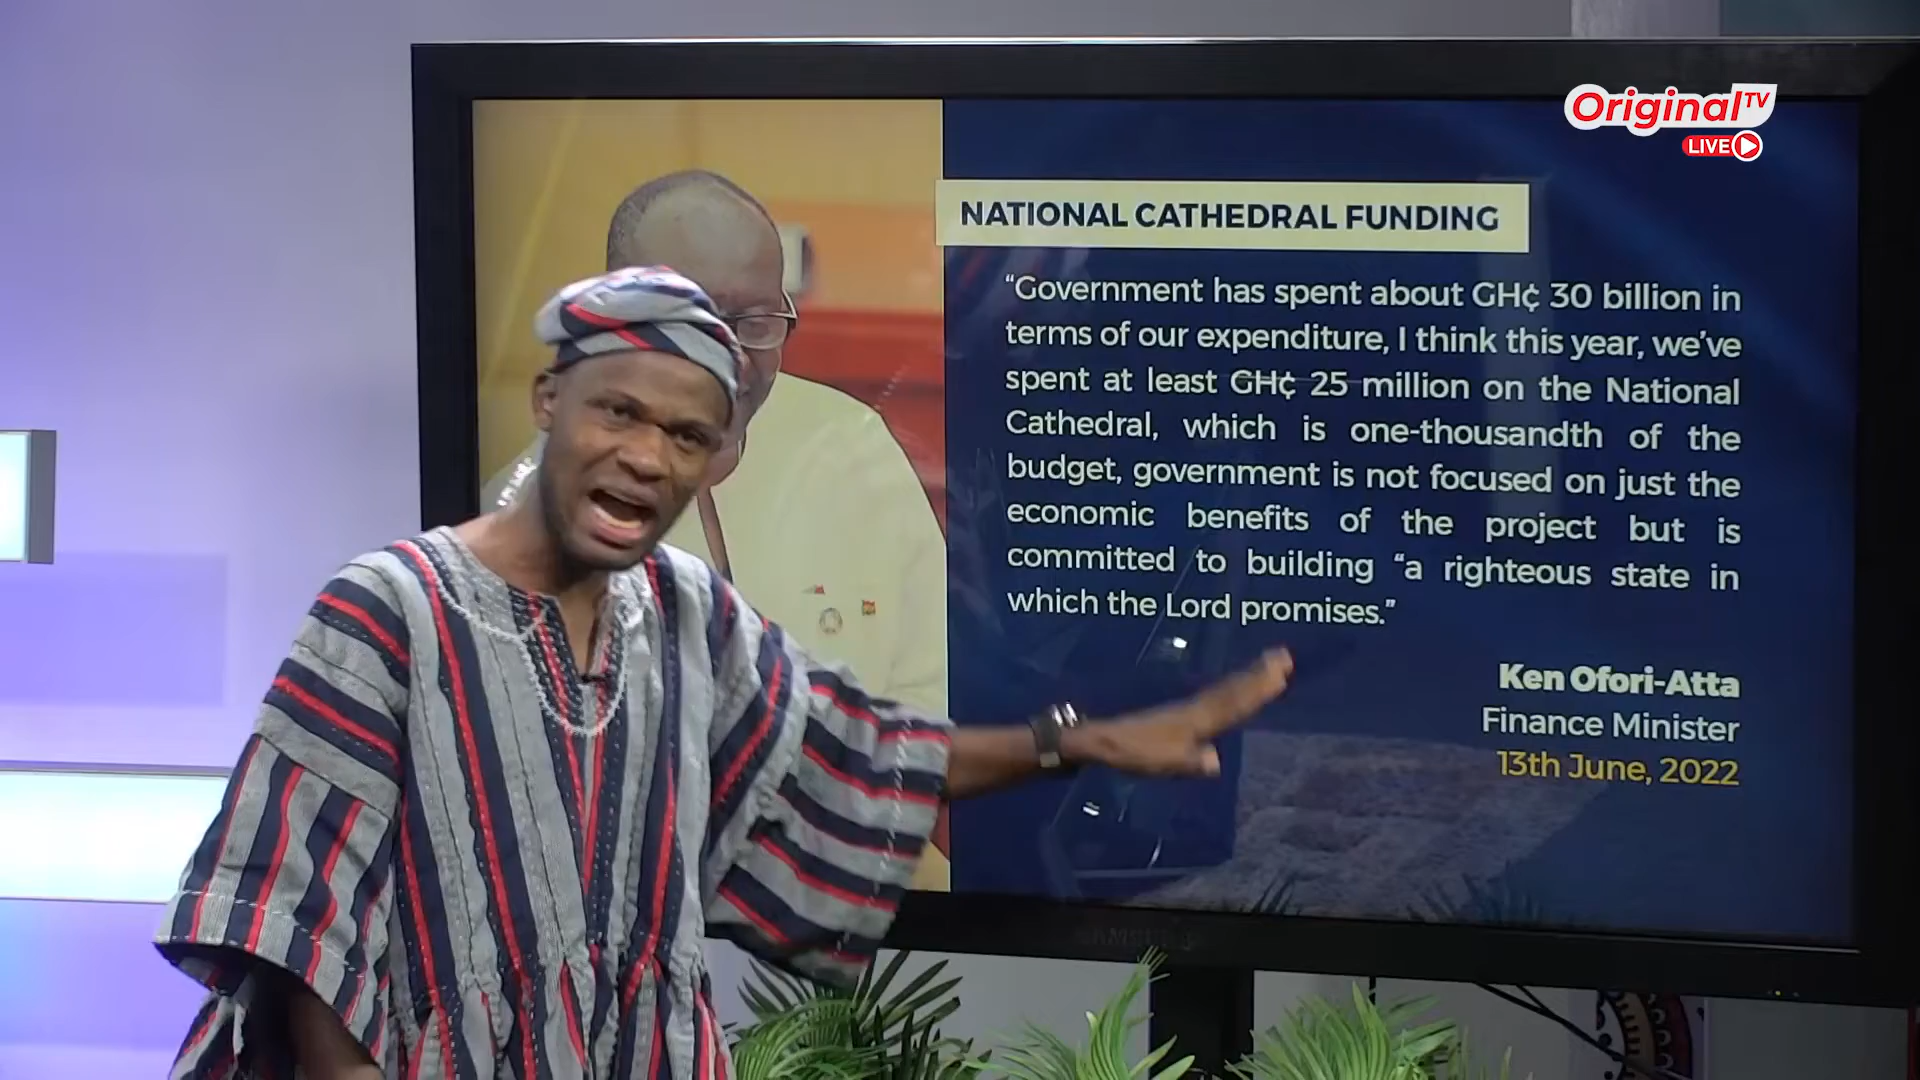 Original TV
LIVE
NATIONAL CATHEDRAL FUNDING
“Government has spent about GH₵ 30 billion in
terms of our expenditure, I think this year, we’ve
spent at least GH₵ 25 million on the National
Cathedral, which is one-thousandth of the
budget, government is not focused on just the
economic benefits of the project but is
committed to building “a righteous state in
which the Lord promises.”
Ken Ofori-Atta
Finance Minister
13th June, 2022
SAMSUNG